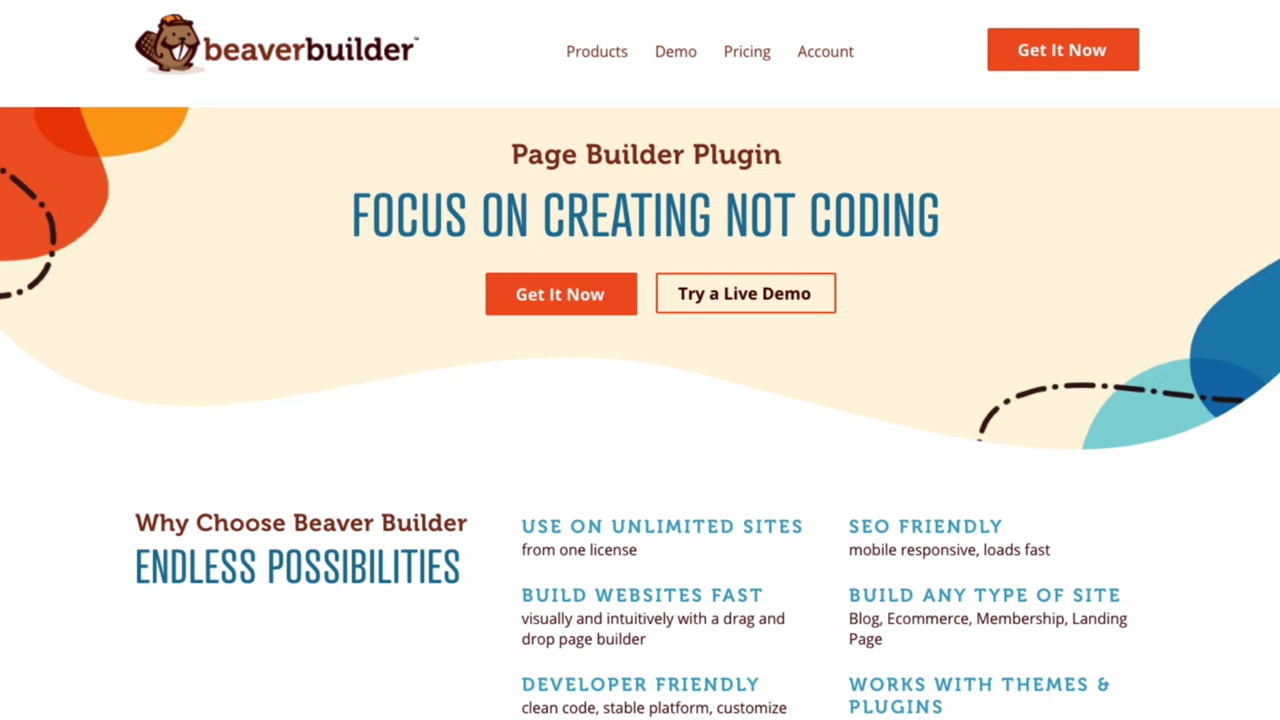 beaverbuilder™
Products Demo Pricing Account
Get It Now
Page Builder Plugin
FOCUS ON CREATING NOT CODING
Get It Now
Try a Live Demo
Why Choose Beaver Builder
ENDLESS POSSIBILITIES
USE ON UNLIMITED SITES
from one license
BUILD WEBSITES FAST
visually and intuitively with a drag and
drop page builder
DEVELOPER FRIENDLY
clean code, stable platform, customize
SEO FRIENDLY
mobile responsive, loads fast
BUILD ANY TYPE OF SITE
Blog, Ecommerce, Membership, Landing
Page
WORKS WITH THEMES &
PLUGINS